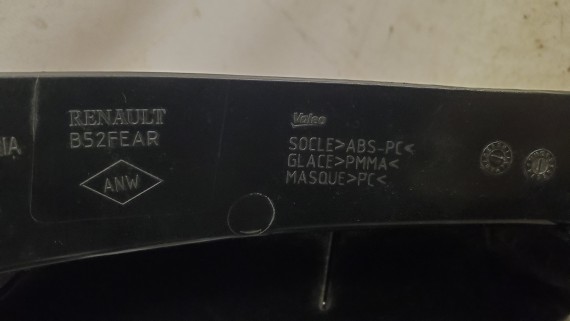 RENAULT
B52FEAR
ANW
Valeo
SOCLE>ABS-PC<
GLACE>PMMA<
MASQUE>PC<